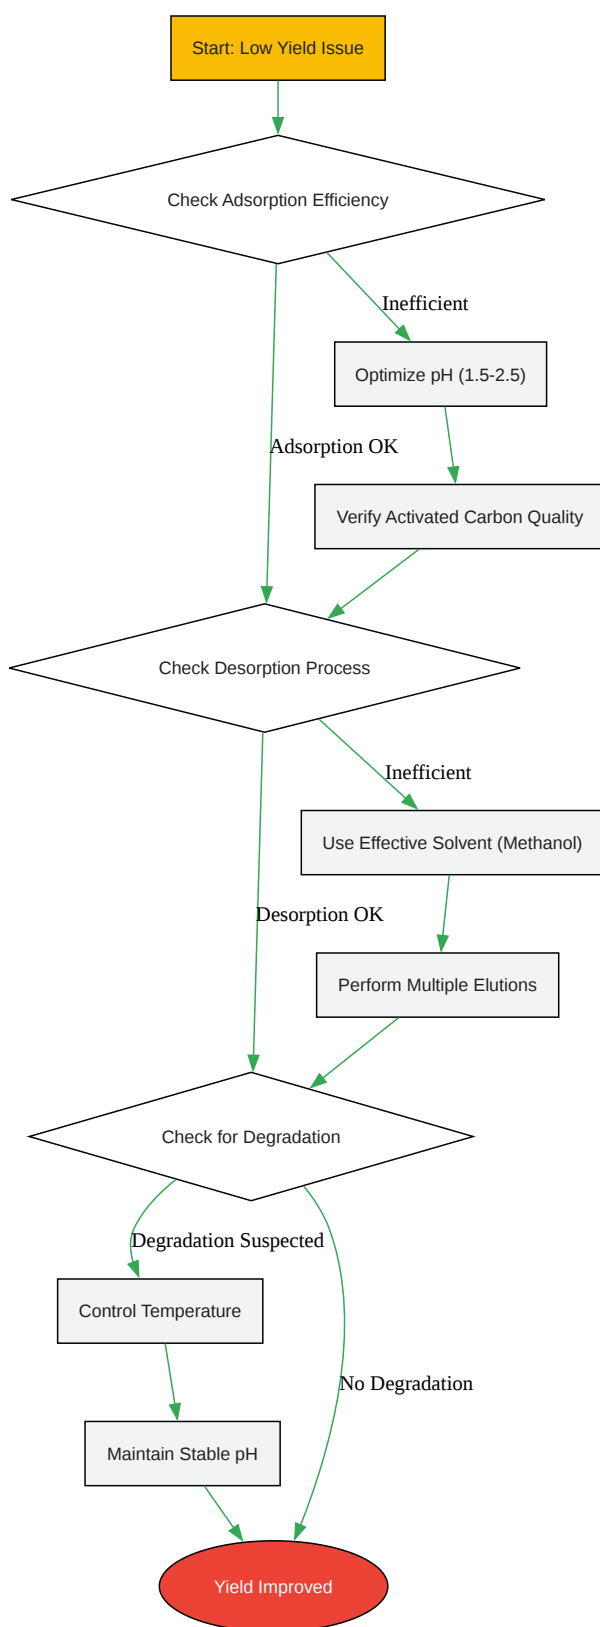 Start: Low Yield Issue
Check Adsorption Efficiency
Inefficient
Optimize pH (1.5-2.5)
Adsorption OK
Verify Activated Carbon Quality
Check Desorption Process
Inefficient
Use Effective Solvent (Methanol)
Desorption OK
Perform Multiple Elutions
Check for Degradation
Degradation Suspected
Control Temperature
No Degradation
Maintain Stable pH
Yield Improved